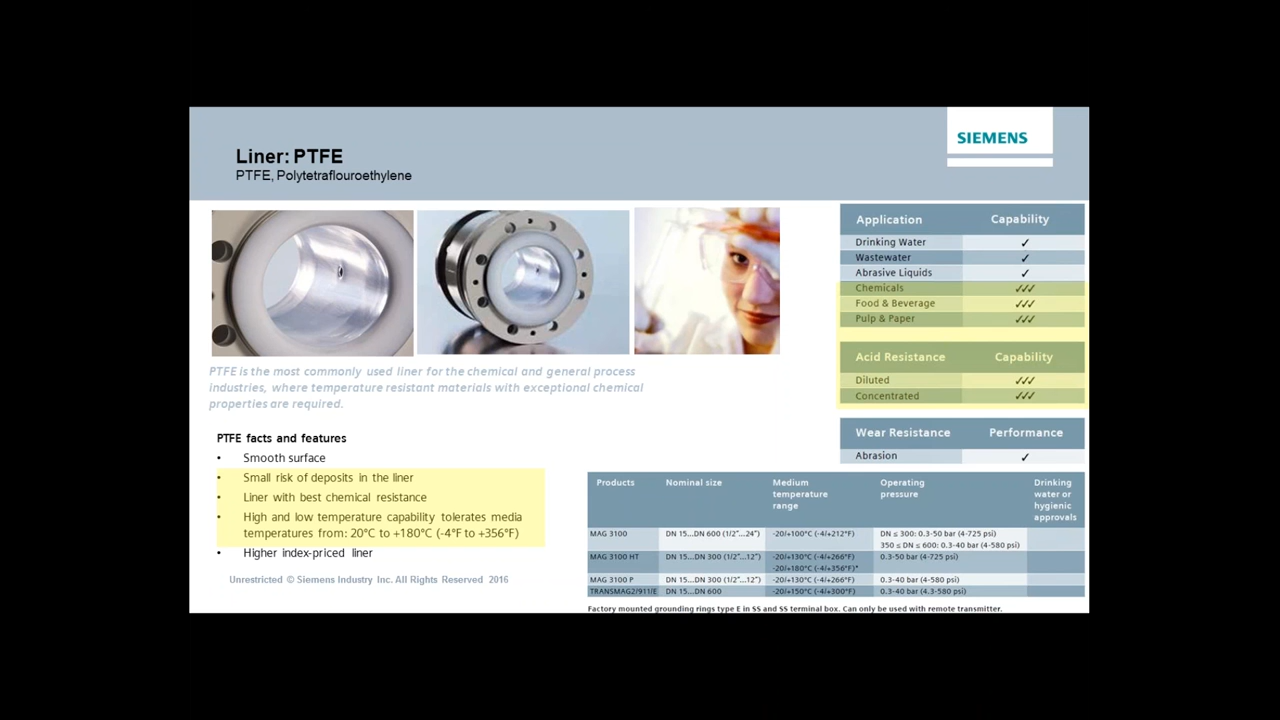 SIEMENS
Liner: PTFE
PTFE, Polytetraflouroethylene
Application Capability
Drinking Water ✓
Wastewater ✓
Abrasive Liquids ✓
Chemicals ✓✓✓
Food & Beverage ✓✓✓
Pulp & Paper ✓✓✓
Acid Resistance Capability
Diluted ✓✓✓
Concentrated ✓✓✓
Wear Resistance Performance
Abrasion ✓
PTFE is the most commonly used liner for the chemical and general process
industries, where temperature resistant materials with exceptional chemical
properties are required.
PTFE facts and features
• Smooth surface
• Small risk of deposits in the liner
• Liner with best chemical resistance
• High and low temperature capability tolerates media
temperatures from: 20°C to +180°C (-4°F to +356°F)
• Higher index-priced liner
Unrestricted © Siemens Industry Inc. All Rights Reserved 2016
Products Nominal size Medium temperature range Operating pressure Drinking water or hygienic approvals
MAG 3100 DN 15...DN 600 (1/2"...24") -20/+100°C (-4/+212°F) DN ≤ 300: 0.3-50 bar (4-725 psi)
350 ≤ DN ≤ 600: 0.3-40 bar (4-580 psi)
MAG 3100 HT DN 15...DN 300 (1/2"...12") -20/+130°C (-4/+266°F) 0.3-50 bar (4-725 psi)
-20/+180°C (-4/+356°F)*
MAG 3100 P DN 15...DN 300 (1/2"...12") -20/+130°C (-4/+266°F) 0.3-40 bar (4-580 psi)
TRANSMAG2/911/E DN 15...DN 600 -20/+150°C (-4/+300°F) 0.3-40 bar (4.3-580 psi)
Factory mounted grounding rings type E in SS and SS terminal box. Can only be used with remote transmitter.